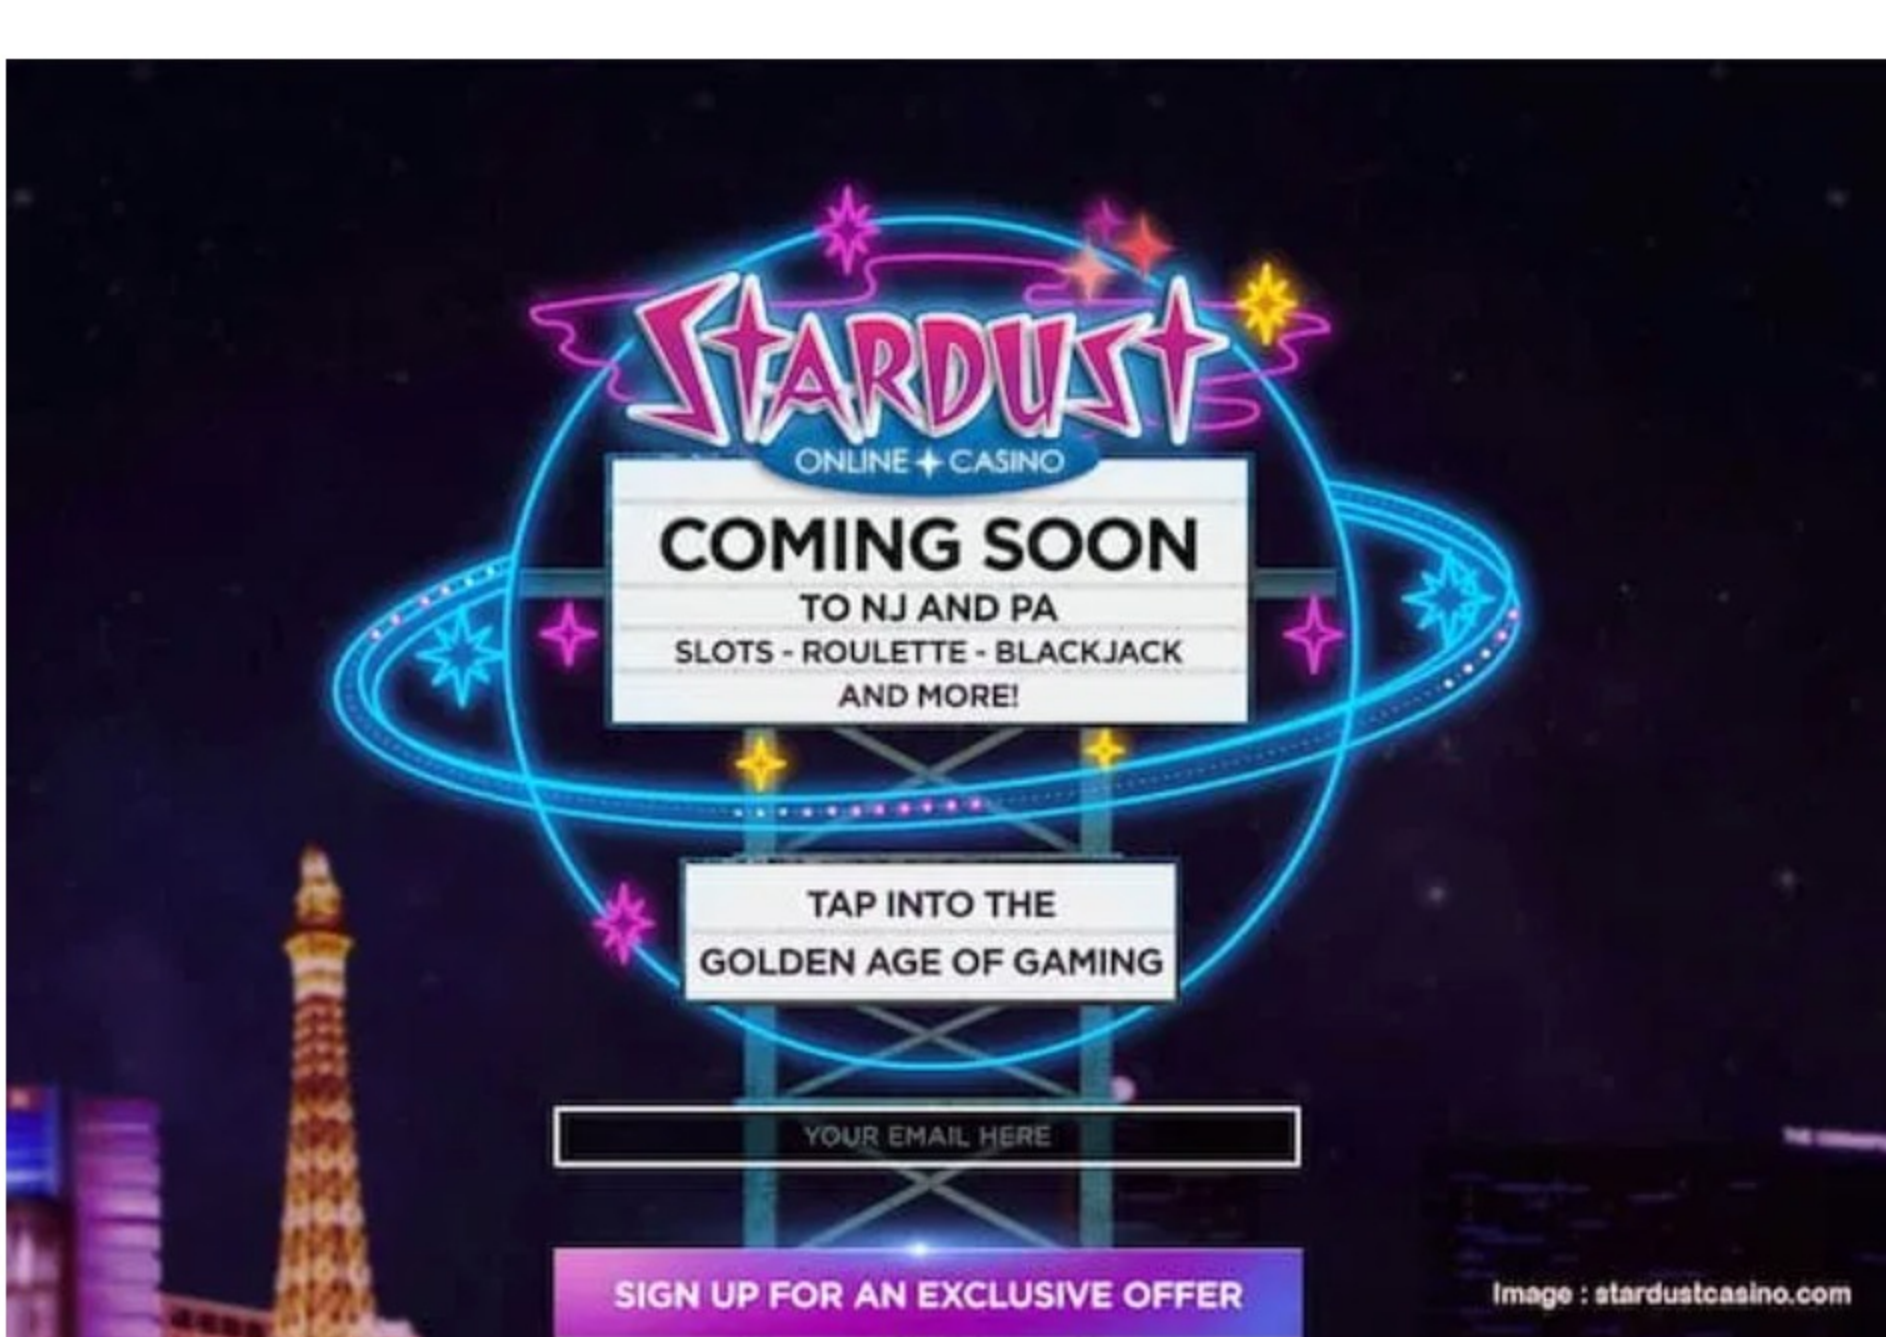 STARDUST
ONLINE CASINO
COMING SOON
TO NJ AND PA
SLOTS - ROULETTE - BLACKJACK
AND MORE!
TAP INTO THE
GOLDEN AGE OF GAMING
YOUR EMAIL HERE
SIGN UP FOR AN EXCLUSIVE OFFER
Image : stardustcasino.com